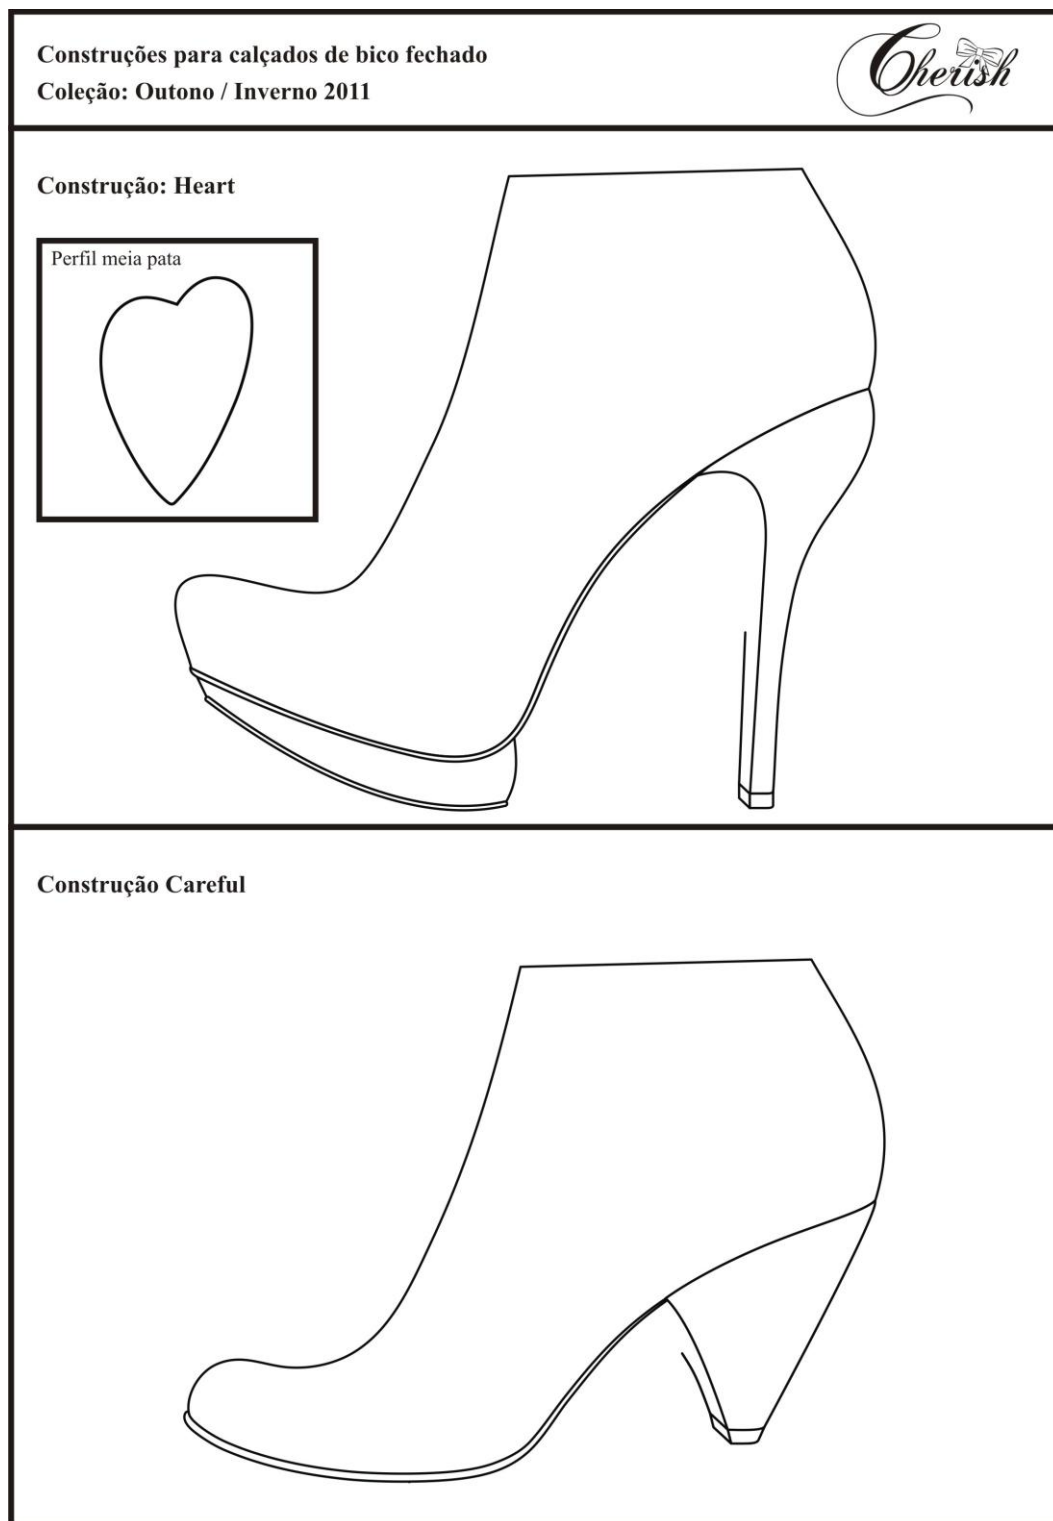 Construções para calçados de bico fechado
Coleção: Outono / Inverno 2011
Cherish
Construção: Heart
Perfil meia pata
Construção Careful